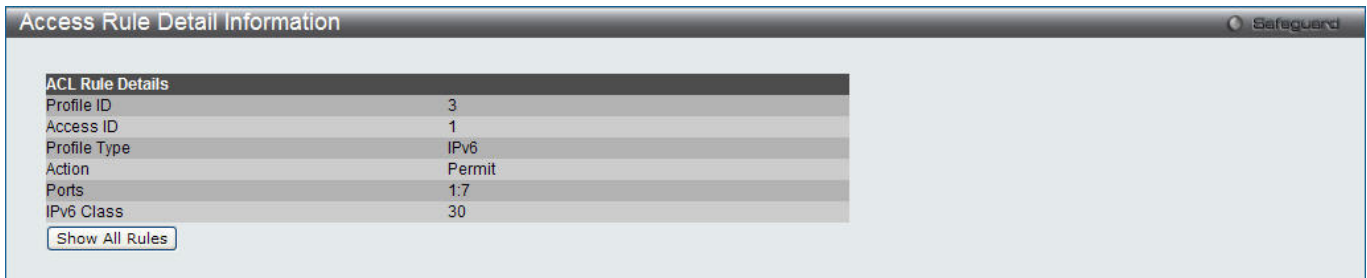 Access Rule Detail Information
Safeguard
ACL Rule Details
Profile ID 3
Access ID 1
Profile Type IPv6
Action Permit
Ports 1:7
IPv6 Class 30
Show All Rules